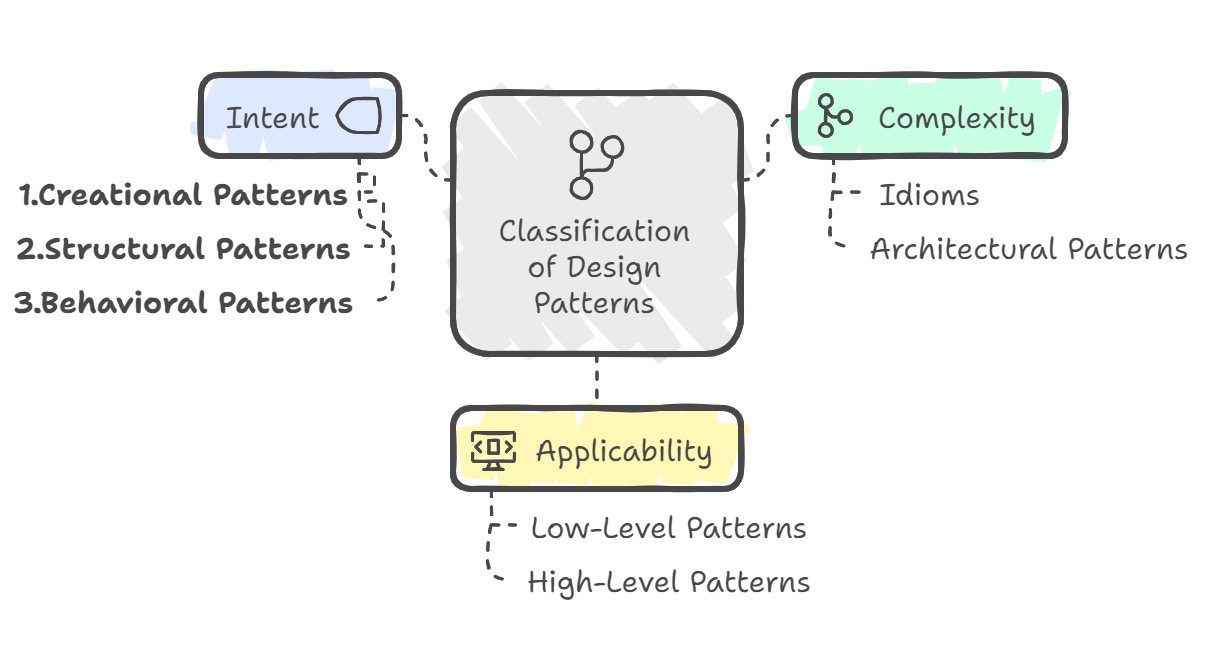 Intent
1.Creational Patterns
2.Structural Patterns
3.Behavioral Patterns
Classification
of Design
Patterns
Complexity
Idioms
Architectural Patterns
Applicability
Low-Level Patterns
High-Level Patterns